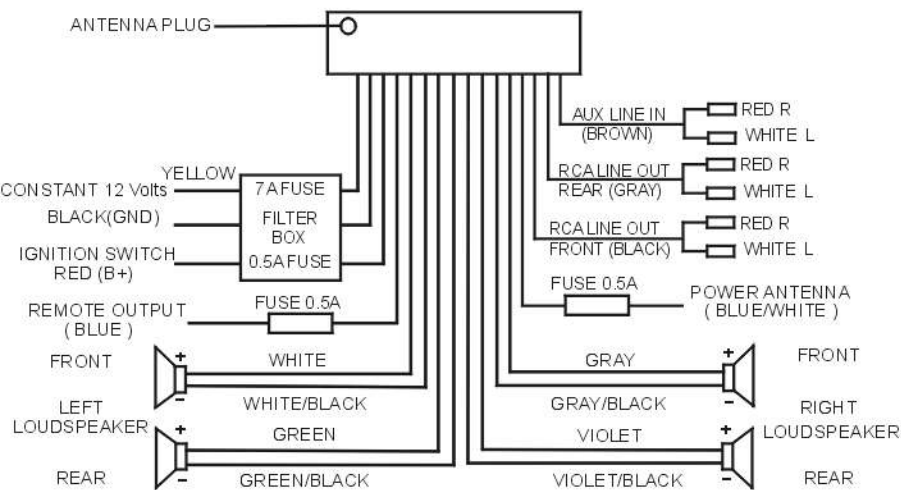 ANTENNA PLUG
AUX LINE IN
(BROWN)
RED R
WHITE L
RCA LINE OUT
REAR (GRAY)
RED R
WHITE L
RCA LINE OUT
FRONT (BLACK)
RED R
WHITE L
YELLOW
CONSTANT 12 Volts
BLACK(GND)
IGNITION SWITCH
RED (B+)
7A FUSE
FILTER
BOX
0.5A FUSE
REMOTE OUTPUT
( BLUE )
FUSE 0.5A
FUSE 0.5A
POWER ANTENNA
( BLUE/WHITE )
FRONT
+
-
WHITE
WHITE/BLACK
LEFT
LOUDSPEAKER
+
-
GREEN
GREEN/BLACK
REAR
GRAY
GRAY/BLACK
+
-
FRONT
RIGHT
LOUDSPEAKER
VIOLET
VIOLET/BLACK
+
-
REAR